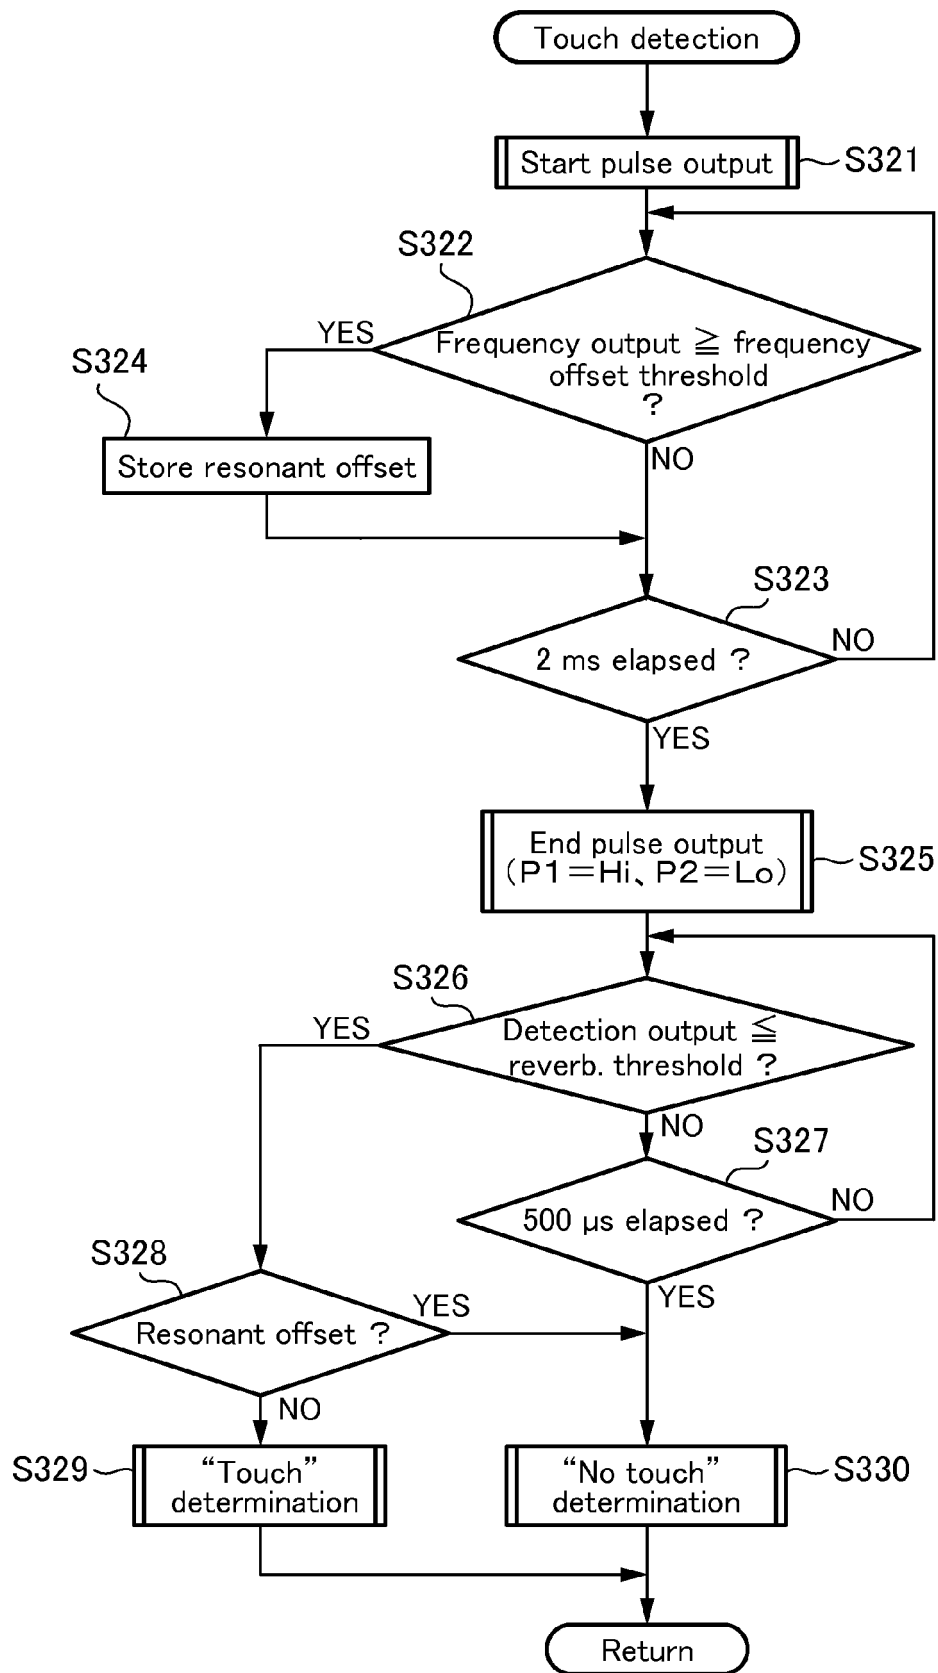 Touch detection
Start pulse output
S321
S322
YES
Frequency output ≧ frequency
offset threshold
?
S324
Store resonant offset
NO
S323
2 ms elapsed ?
NO
YES
End pulse output
(P1=Hi、P2=Lo)
S325
S326
YES
Detection output ≦
reverb. threshold ?
NO
S327
500 μs elapsed ?
NO
YES
S328
Resonant offset ?
YES
NO
S329
“Touch”
determination
“No touch”
determination
S330
Return